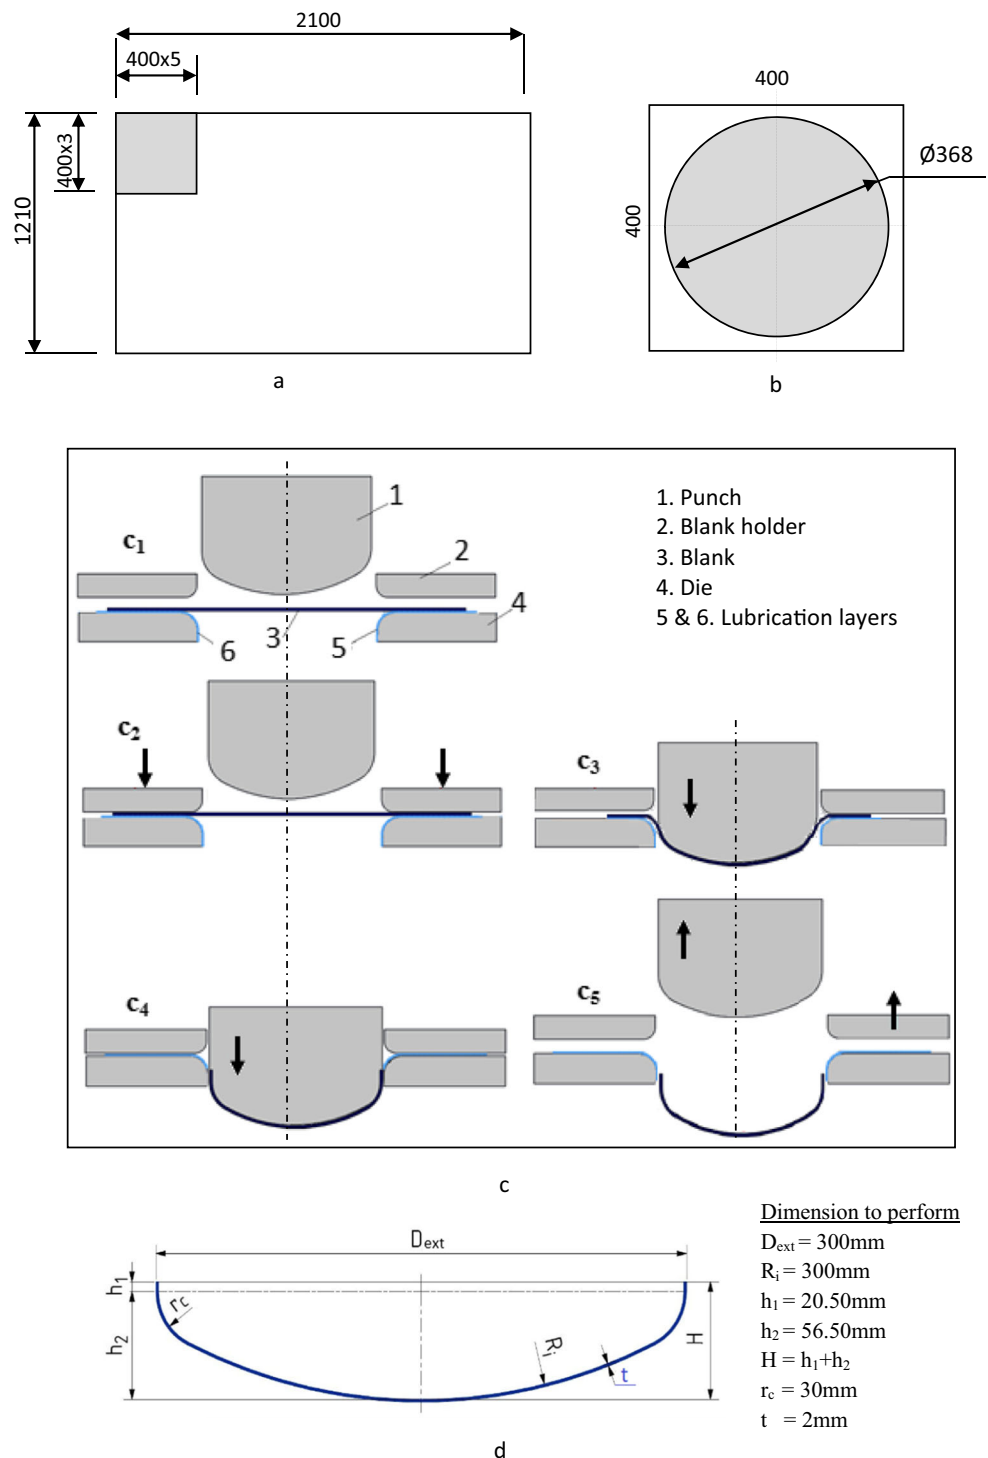 2100
400x5
400x3
1210
a
400
400
Ø368
b
1. Punch
2. Blank holder
3. Blank
4. Die
5 & 6. Lubrication layers
c₁
1
2
3
4
5
6
c₂
c₃
c₄
c₅
c
Dimension to perform
Dext = 300mm
Ri = 300mm
h₁ = 20.50mm
h₂ = 56.50mm
H = h₁+h₂
rc = 30mm
t = 2mm
Dext
h₁
h₂
rc
Ri
t
H
d